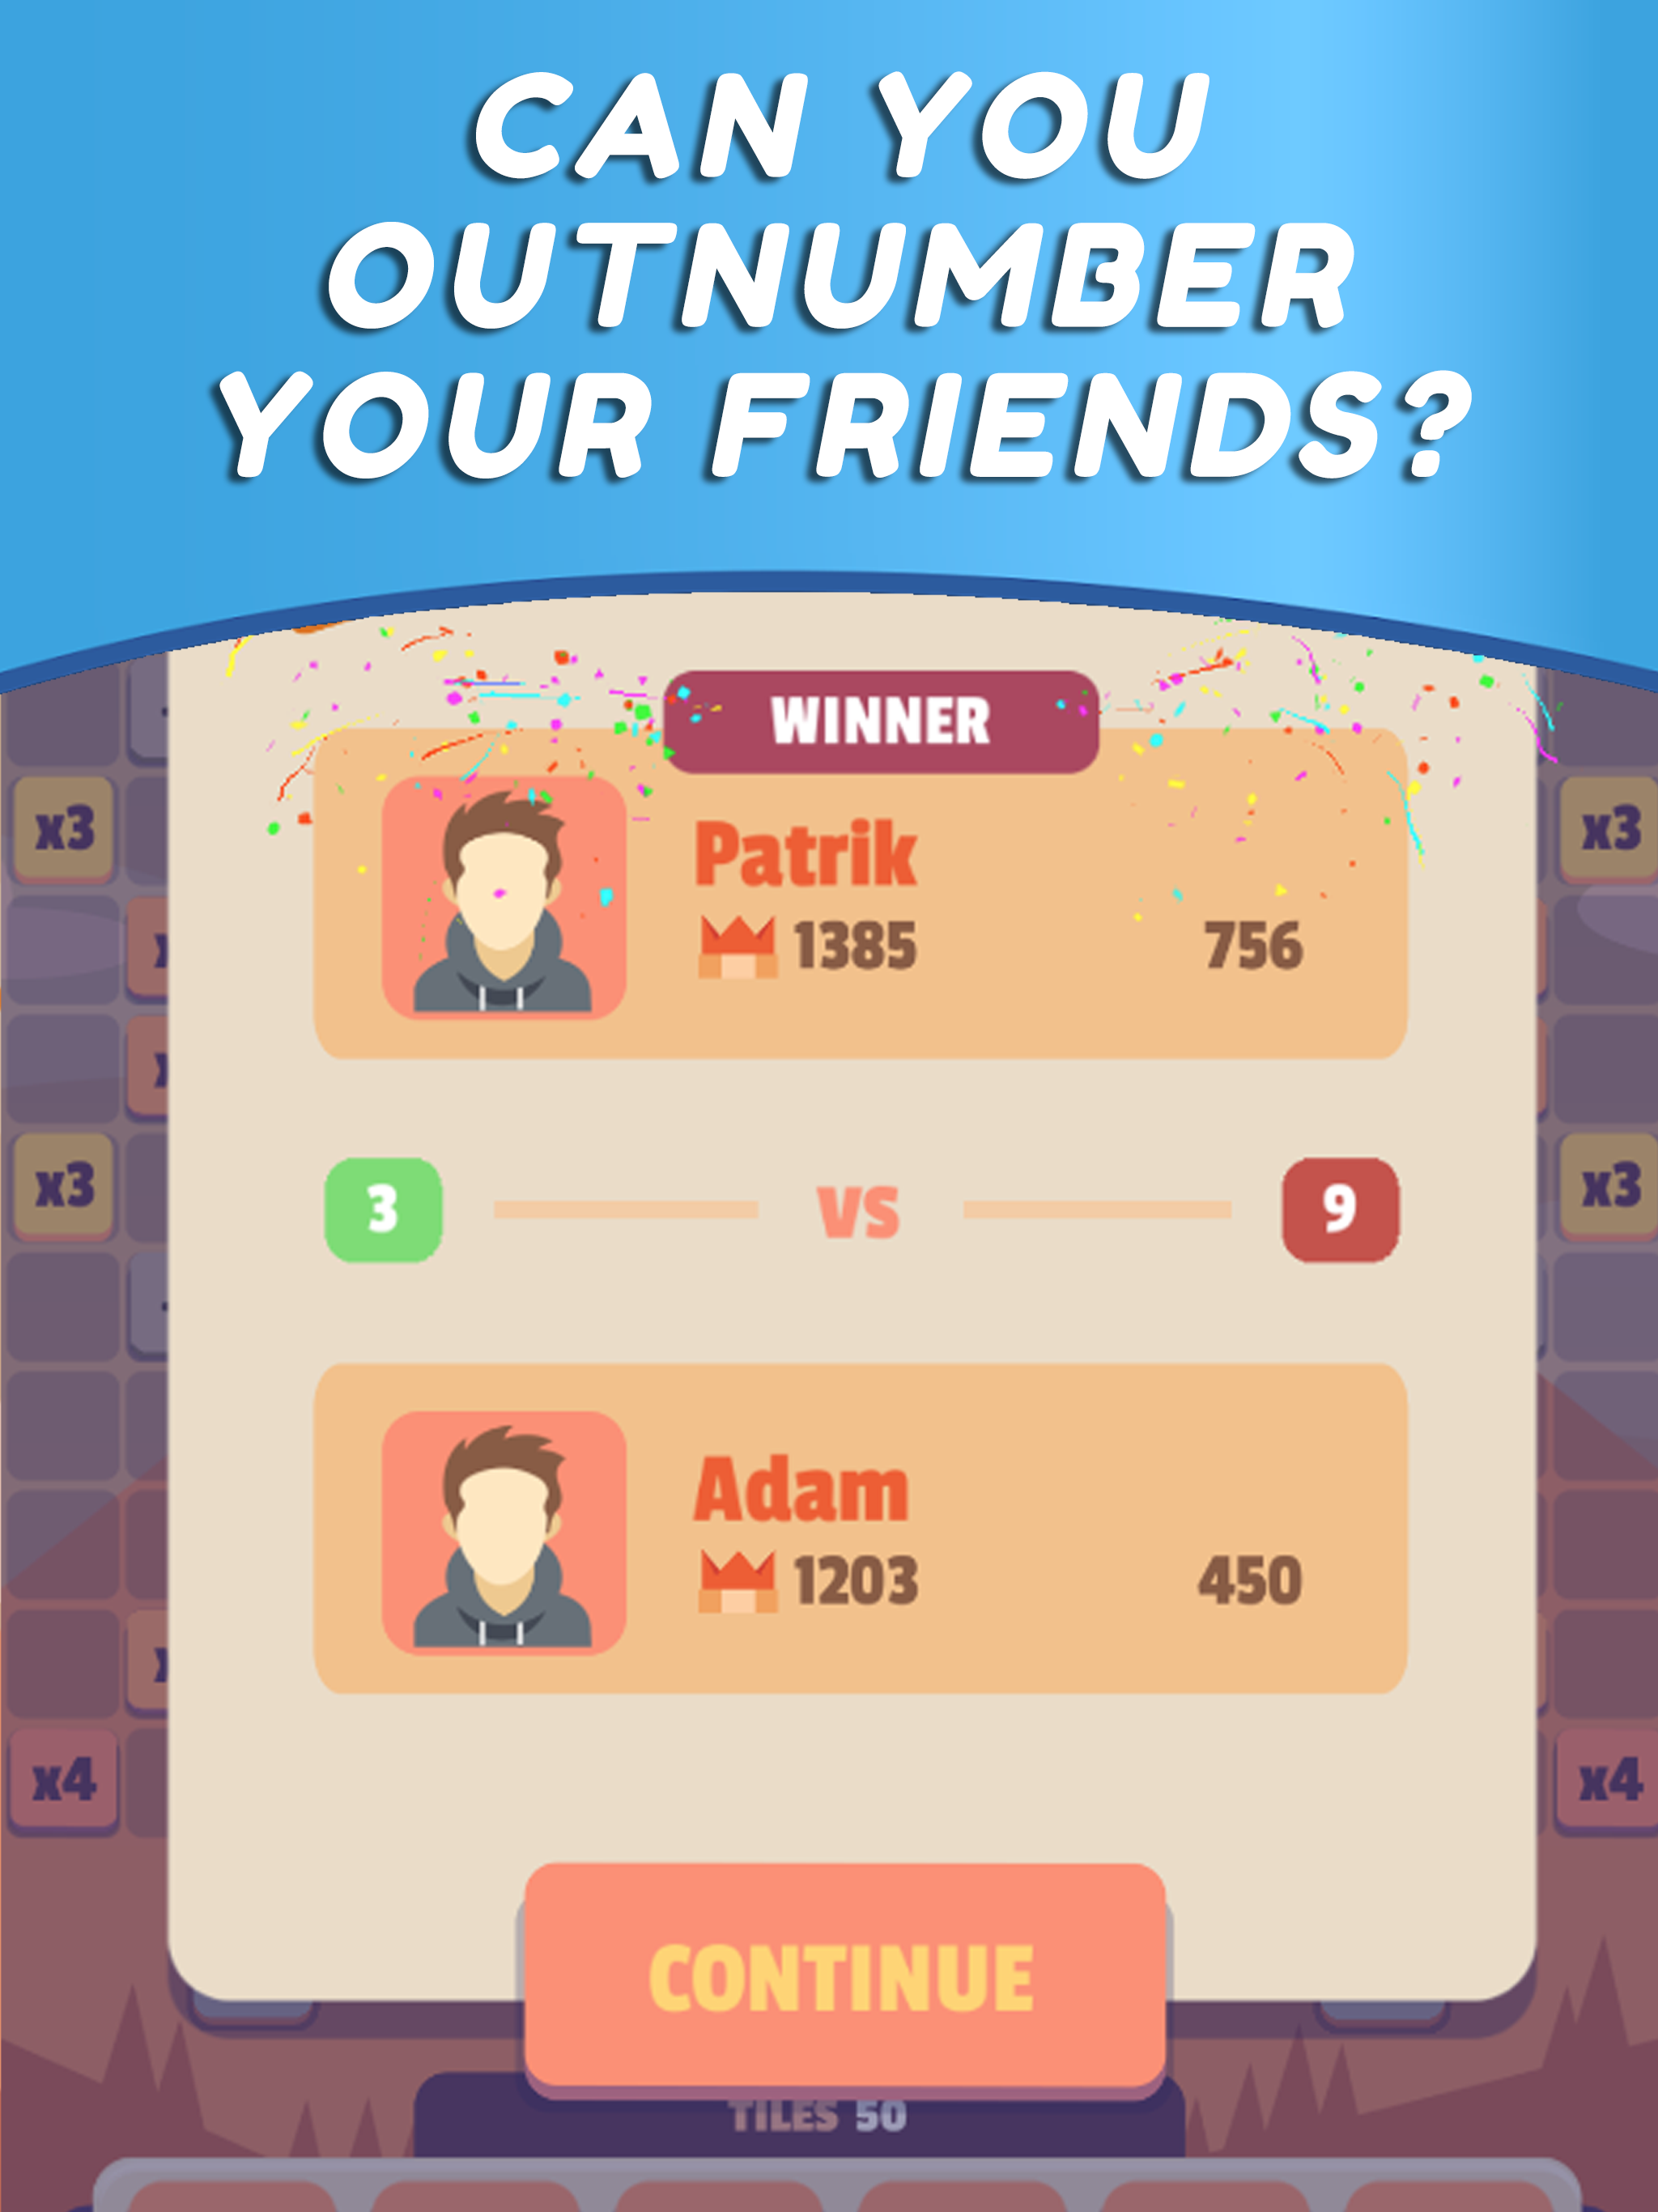 CAN YOU
OUTNUMBER
YOUR FRIENDS?
WINNER
Patrik
1385 756
3 VS 9
Adam
1203 450
CONTINUE
TILES 50
x3
x3
x4
x3
x3
x4